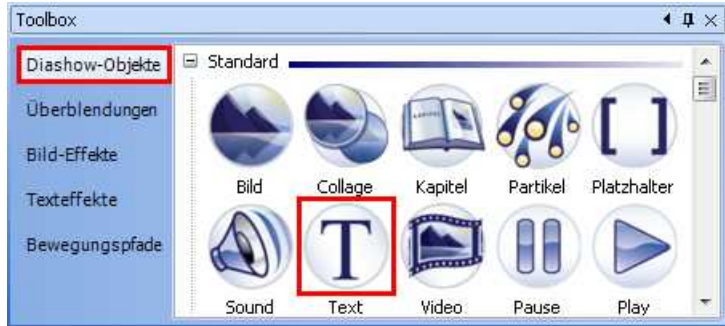 Toolbox
Diashow-Objekte
Überblendungen
Bild-Effekte
Texteffekte
Bewegungspfade
Standard
Bild Collage Kapitel Partikel Platzhalter
Sound Text Video Pause Play